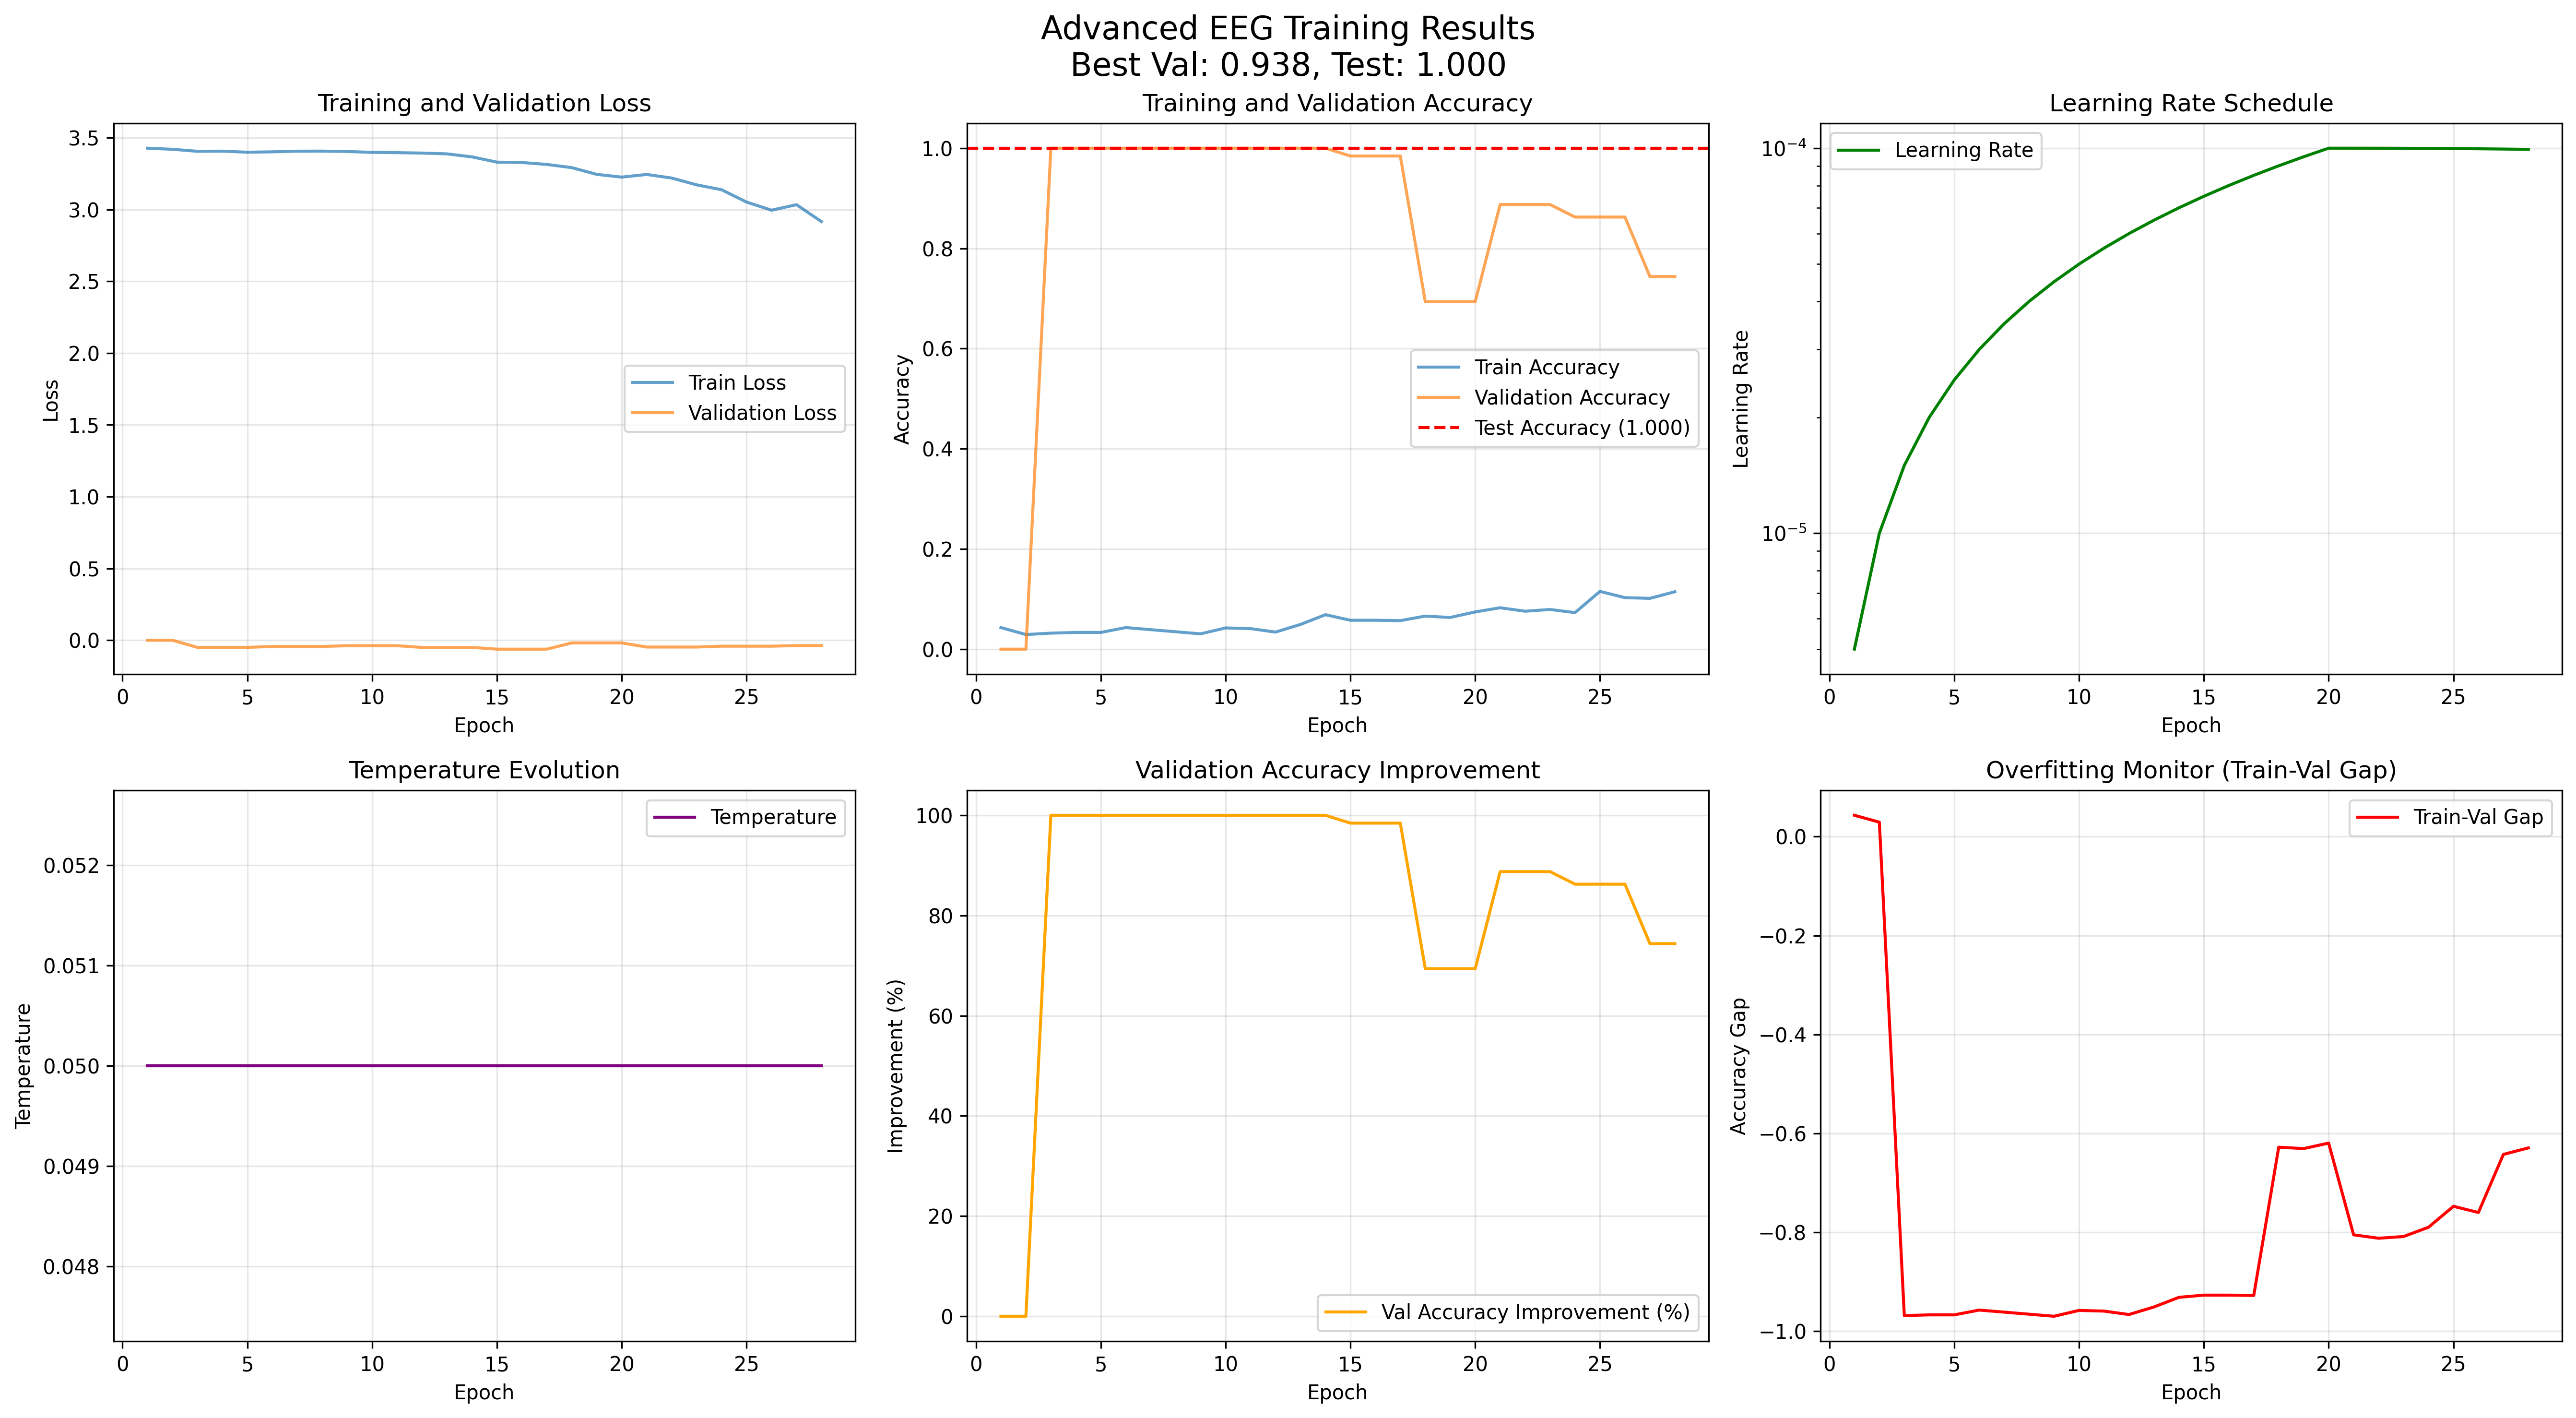 Advanced EEG Training Results
Best Val: 0.938, Test: 1.000
Training and Validation Loss
3.5
3.0
2.5
2.0
1.5
1.0
0.5
0.0
Loss
Train Loss
Validation Loss
0
5
10
15
20
25
Epoch
Training and Validation Accuracy
1.0
0.8
0.6
0.4
0.2
0.0
Accuracy
Train Accuracy
Validation Accuracy
Test Accuracy (1.000)
0
5
10
15
20
25
Epoch
Learning Rate Schedule
10⁻⁴
10⁻⁵
Learning Rate
Learning Rate
0
5
10
15
20
25
Epoch
Temperature Evolution
0.052
0.051
0.050
0.049
0.048
Temperature
Temperature
0
5
10
15
20
25
Epoch
Validation Accuracy Improvement
100
80
60
40
20
0
Improvement (%)
Val Accuracy Improvement (%)
0
5
10
15
20
25
Epoch
Overfitting Monitor (Train-Val Gap)
0.0
−0.2
−0.4
−0.6
−0.8
−1.0
Accuracy Gap
Train-Val Gap
0
5
10
15
20
25
Epoch